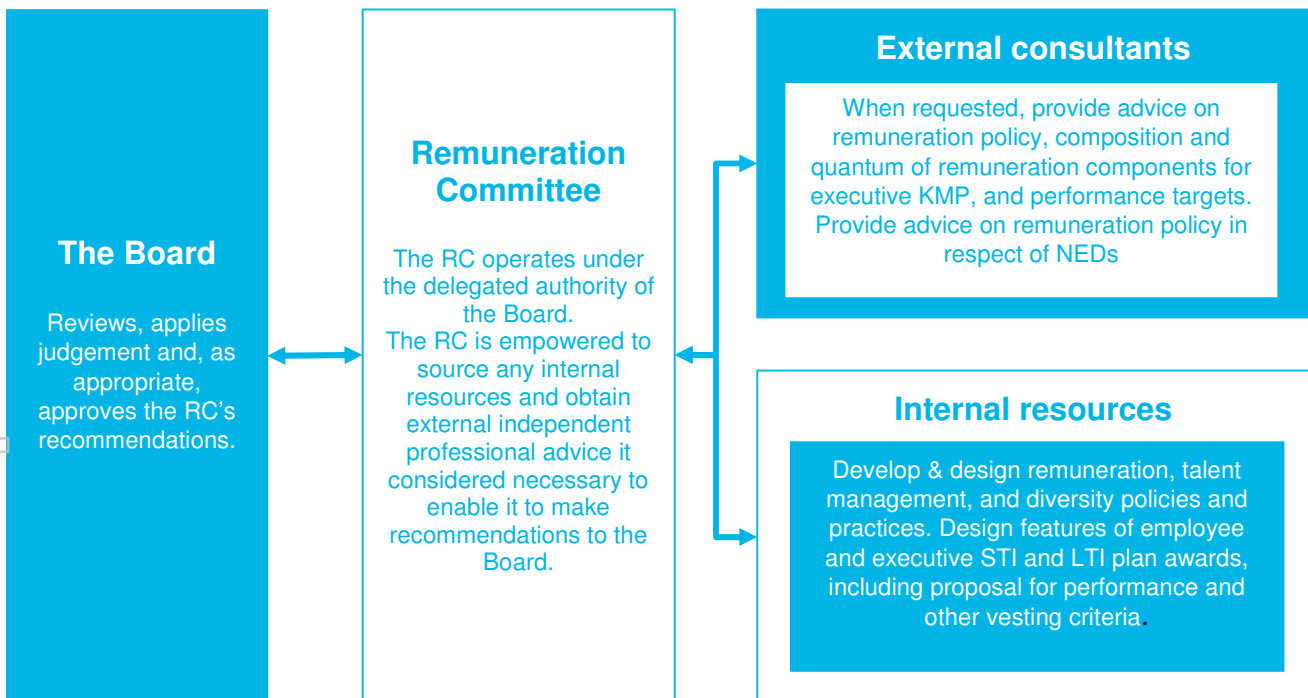 The Board
Reviews, applies
judgement and, as
appropriate,
approves the RC’s
recommendations.
Remuneration
Committee
The RC operates under
the delegated authority of
the Board.
The RC is empowered to
source any internal
resources and obtain
external independent
professional advice it
considered necessary to
enable it to make
recommendations to the
Board.
External consultants
When requested, provide advice on
remuneration policy, composition and
quantum of remuneration components for
executive KMP, and performance targets.
Provide advice on remuneration policy in
respect of NEDs
Internal resources
Develop & design remuneration, talent
management, and diversity policies and
practices. Design features of employee
and executive STI and LTI plan awards,
including proposal for performance and
other vesting criteria.